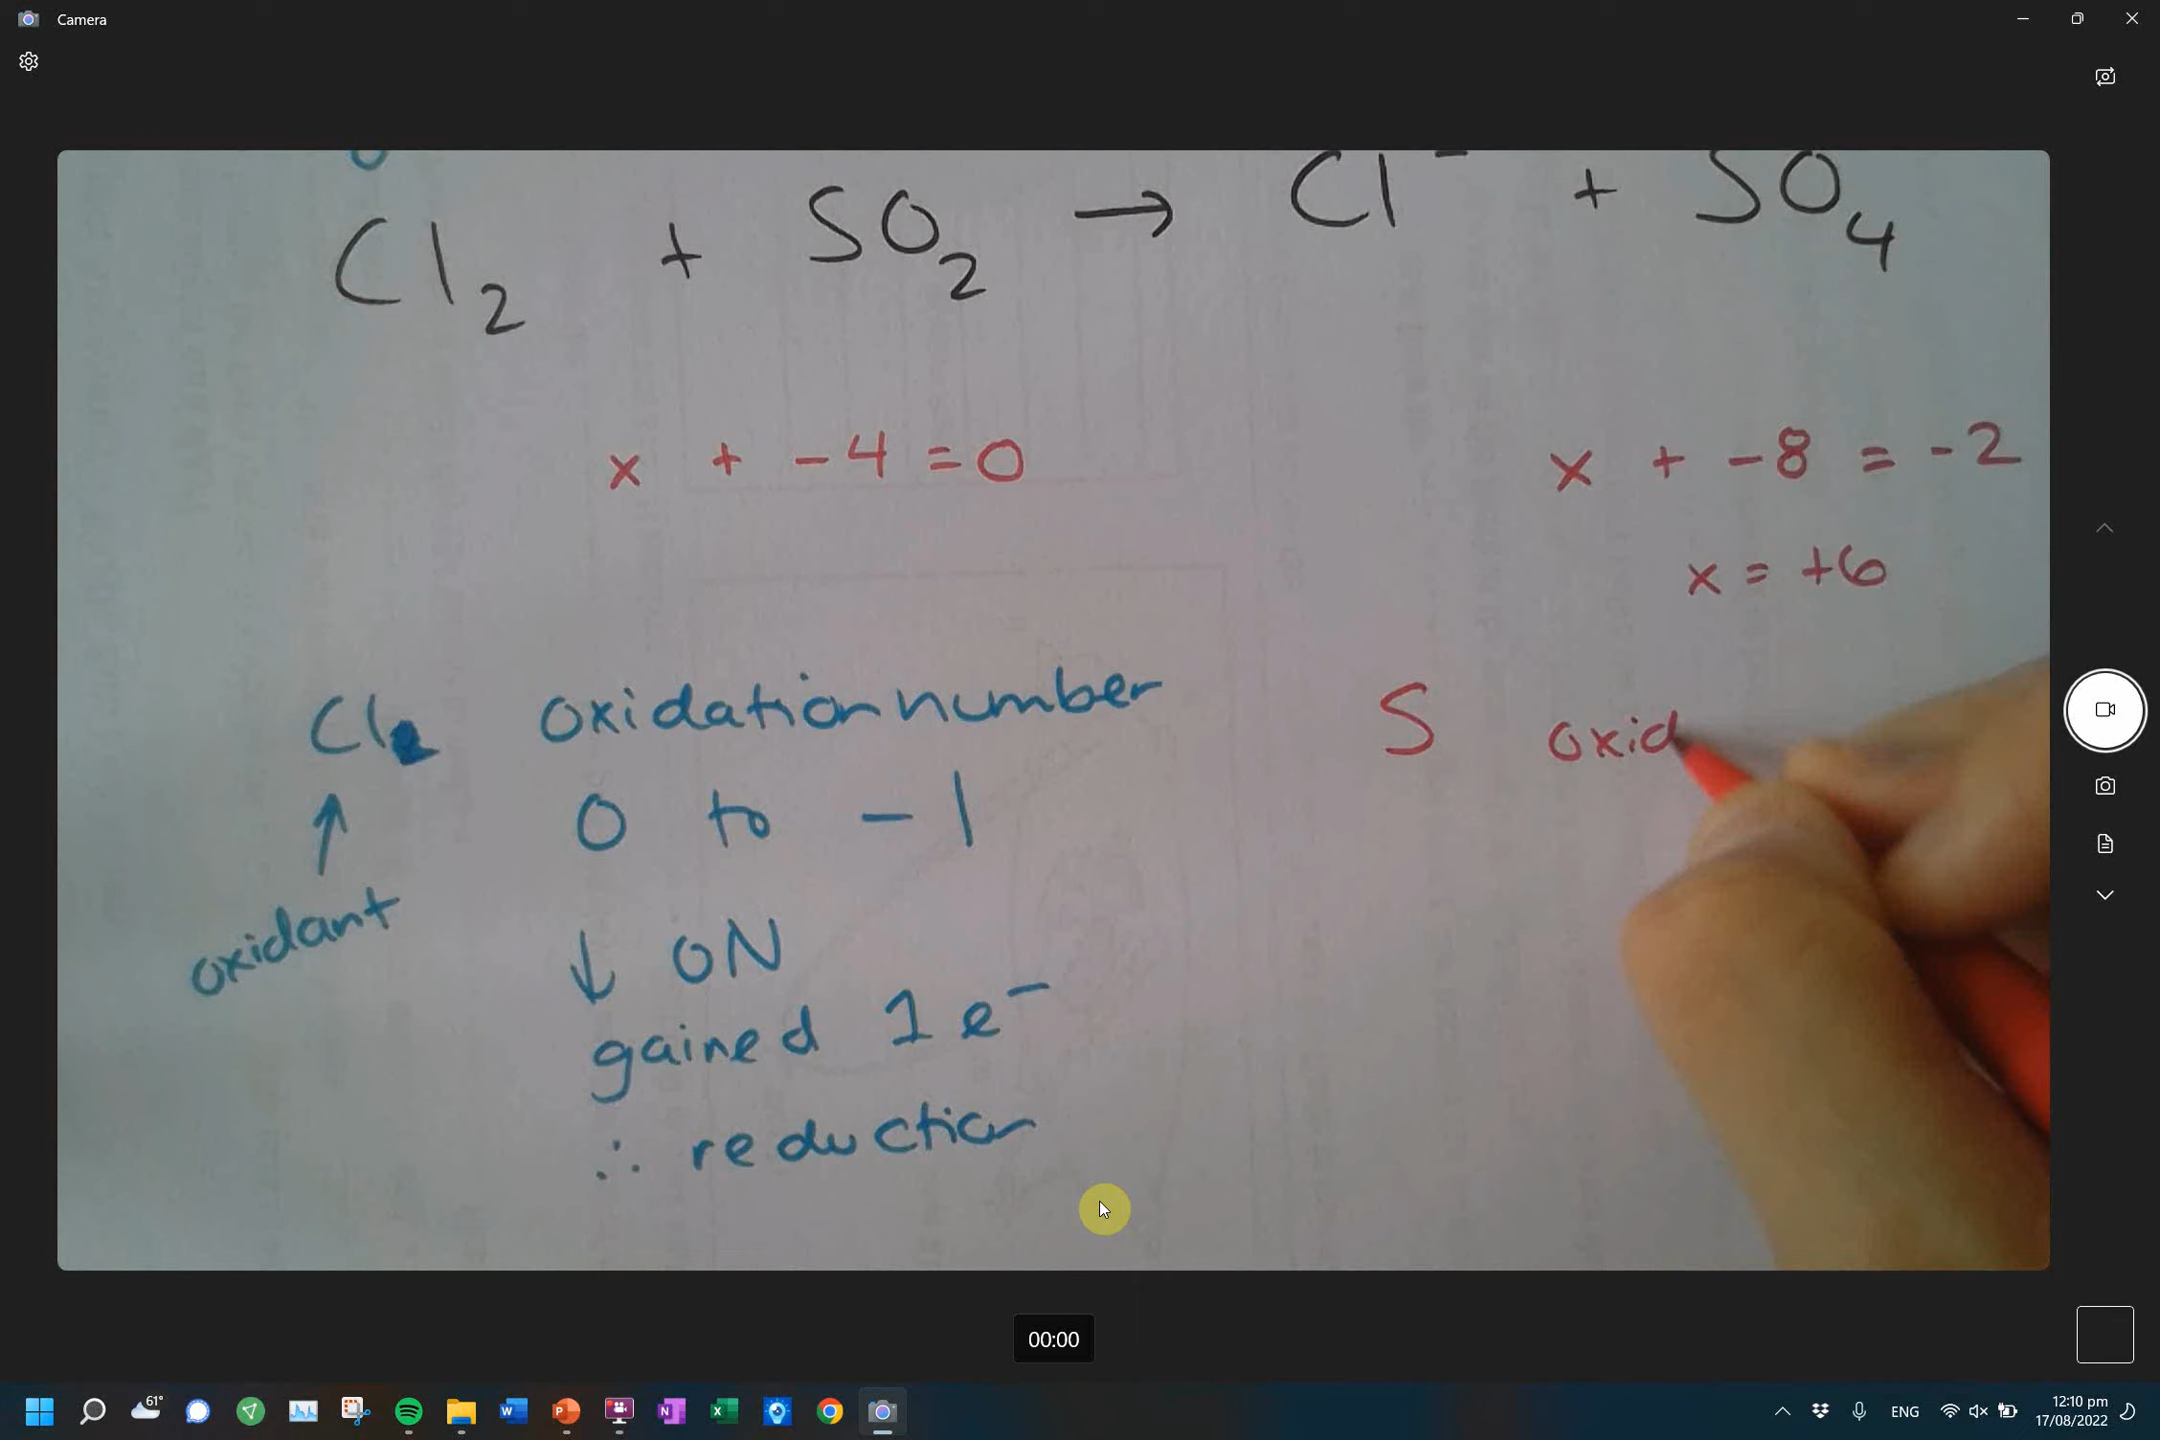 Camera
Cl2 + SO2 → Cl⁻ + SO4
x + -4 = 0
x + -8 = -2
x = +6
Cl oxidation number
0 to -1
S oxid
oxidant
↓ ON
gained 1 e⁻
∴ reduction
00:00
61°
ENG
12:10 pm
17/08/2022